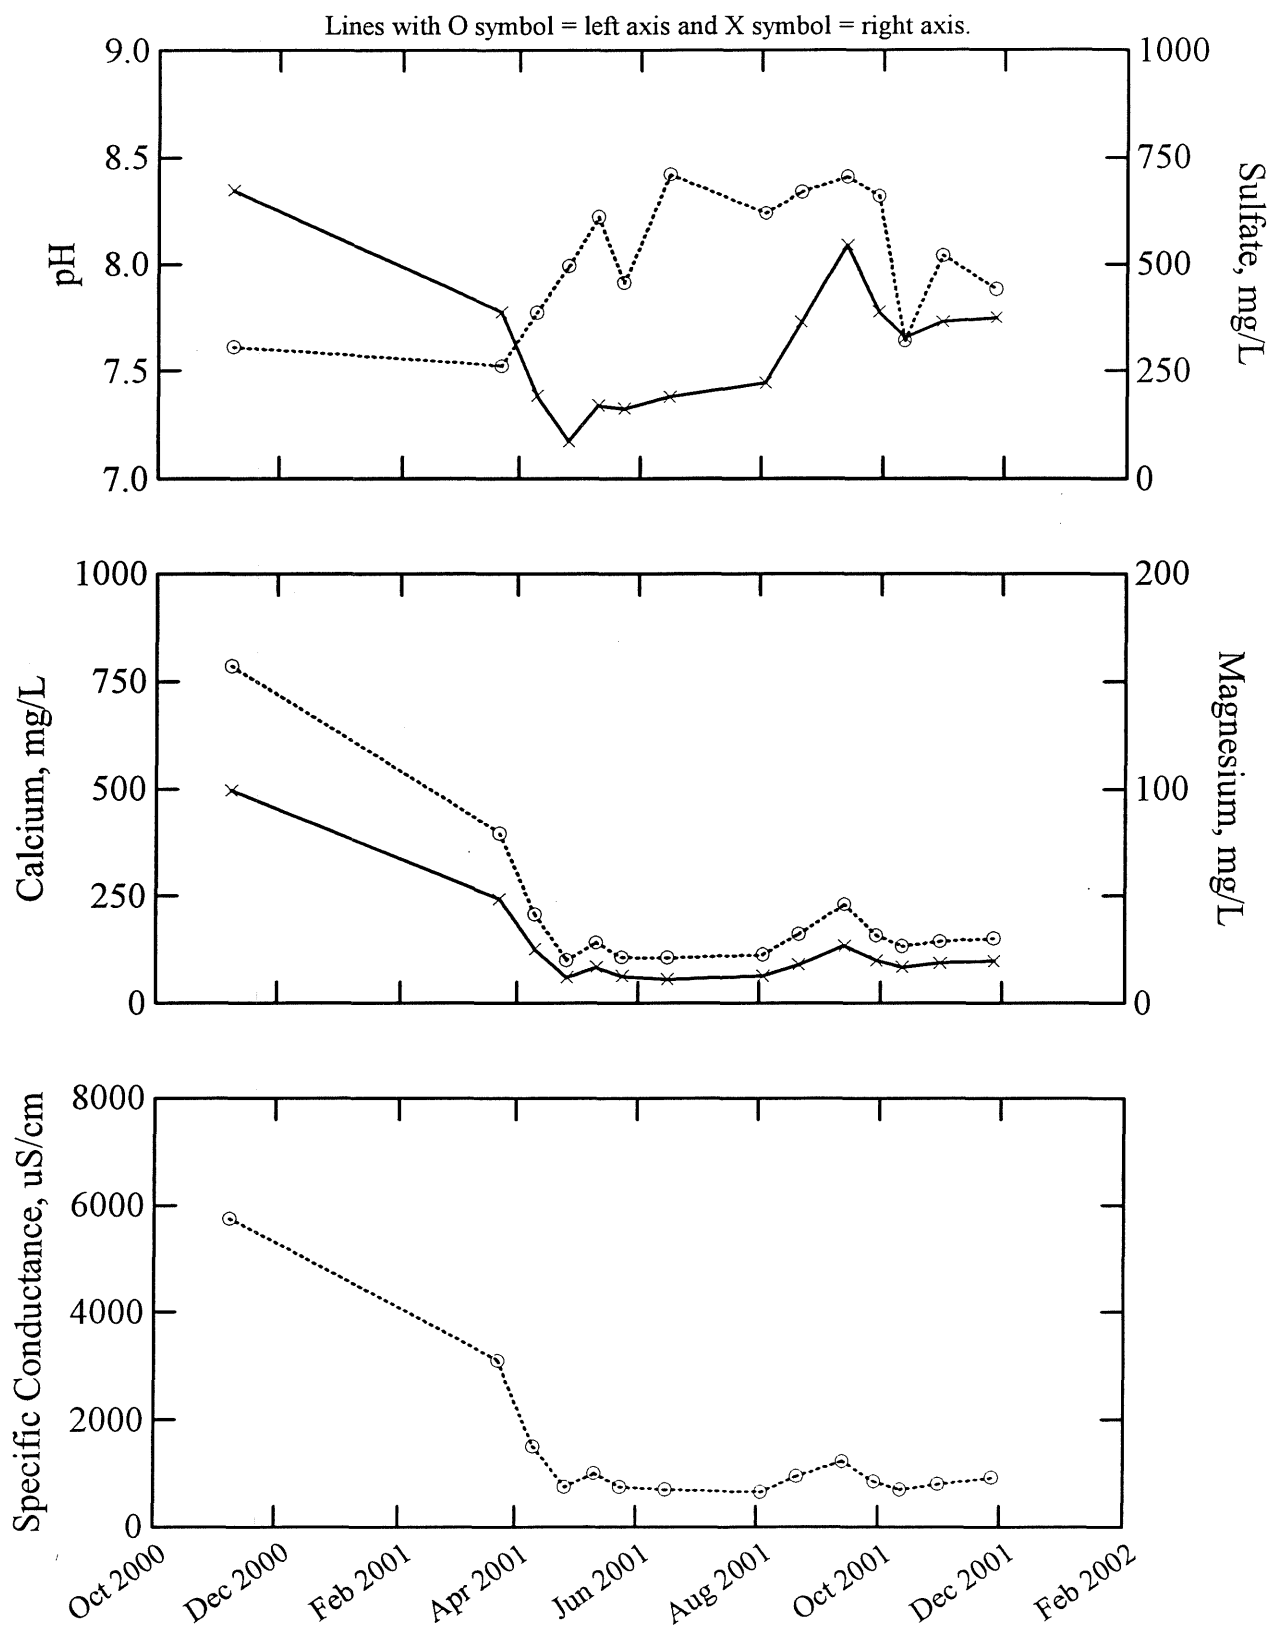 Lines with O symbol = left axis and X symbol = right axis.
9.0
8.5
8.0
7.5
7.0
pH
1000
750
500
250
0
Sulfate, mg/L
1000
750
500
250
0
Calcium, mg/L
200
100
0
Magnesium, mg/L
8000
6000
4000
2000
0
Specific Conductance, uS/cm
Oct 2000
Dec 2000
Feb 2001
Apr 2001
Jun 2001
Aug 2001
Oct 2001
Dec 2001
Feb 2002